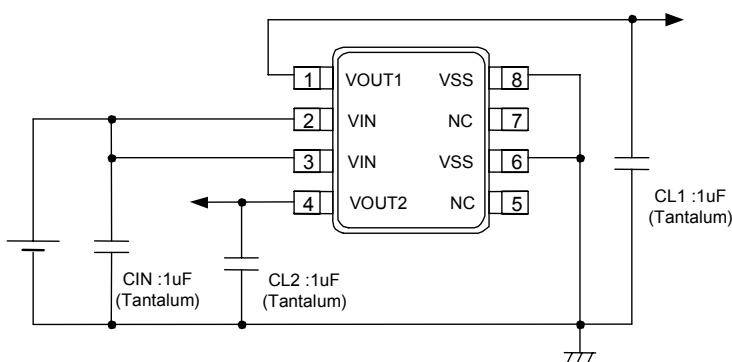 1 VOUT1 VSS 8
2 VIN NC 7
3 VIN VSS 6
4 VOUT2 NC 5
CL1 :1uF
(Tantalum)
CIN :1uF
(Tantalum)
CL2 :1uF
(Tantalum)